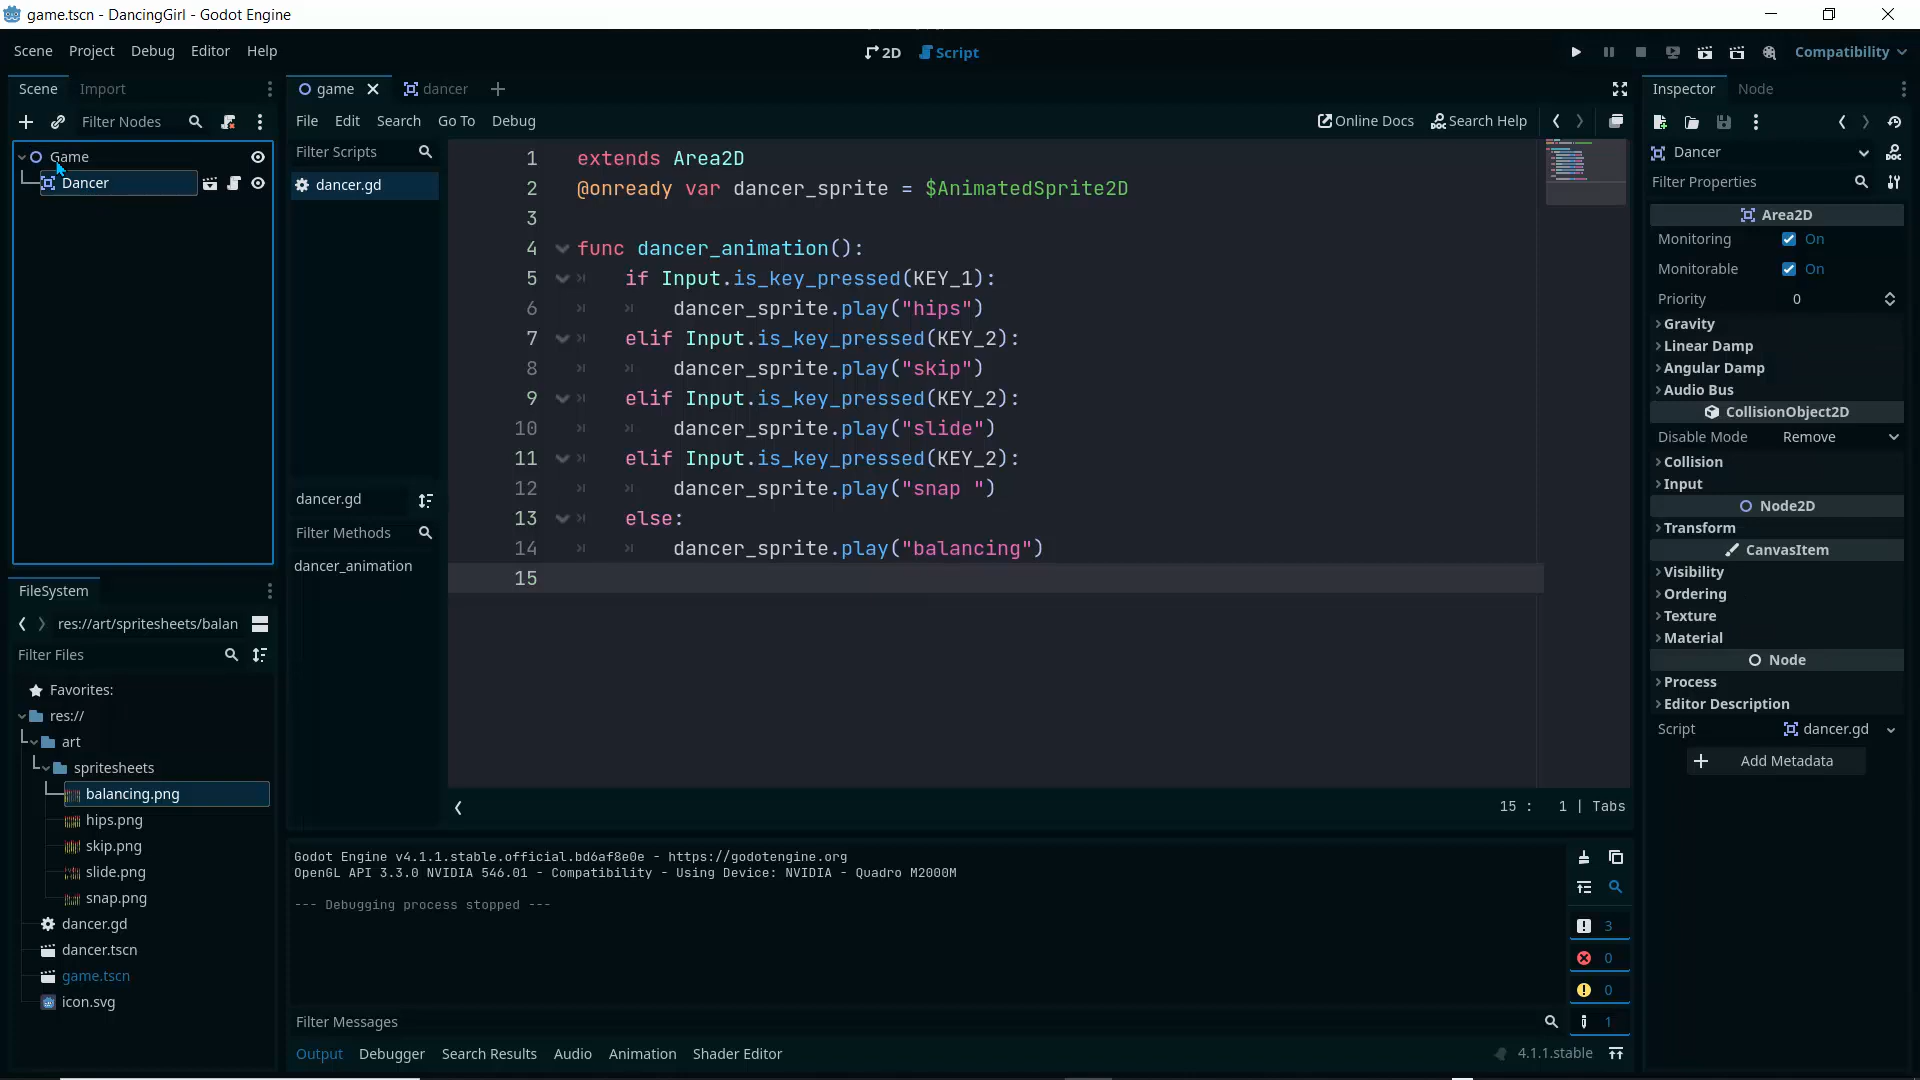 game.tscn - DancingGirl - Godot Engine
Scene Project Debug Editor Help
2D Script
Compatibility
Scene Import
game dancer
Inspector Node
Filter Nodes
File Edit Search Go To Debug
Online Docs Search Help
Game
Dancer
Filter Scripts
dancer.gd
1 extends Area2D
2 @onready var dancer_sprite = $AnimatedSprite2D
3
4 func dancer_animation():
5 if Input.is_key_pressed(KEY_1):
6 dancer_sprite.play("hips")
7 elif Input.is_key_pressed(KEY_2):
8 dancer_sprite.play("skip")
9 elif Input.is_key_pressed(KEY_2):
10 dancer_sprite.play("slide")
11 elif Input.is_key_pressed(KEY_2):
12 dancer_sprite.play("snap ")
13 else:
14 dancer_sprite.play("balancing")
15
dancer.gd
Filter Methods
dancer_animation
15 : 1 | Tabs
Dancer
Filter Properties
Area2D
Monitoring On
Monitorable On
Priority 0
Gravity
Linear Damp
Angular Damp
Audio Bus
CollisionObject2D
Disable Mode Remove
Collision
Input
Node2D
Transform
CanvasItem
Visibility
Ordering
Texture
Material
Node
Process
Editor Description
Script dancer.gd
Add Metadata
FileSystem
res://art/spritesheets/balan
Filter Files
Favorites:
res://
art
spritesheets
balancing.png
hips.png
skip.png
slide.png
snap.png
dancer.gd
dancer.tscn
game.tscn
icon.svg
Godot Engine v4.1.1.stable.official.bd6af8e0e - https://godotengine.org
OpenGL API 3.3.0 NVIDIA 546.01 - Compatibility - Using Device: NVIDIA - Quadro M2000M
--- Debugging process stopped ---
3
0
0
1
Filter Messages
Output Debugger Search Results Audio Animation Shader Editor
4.1.1.stable